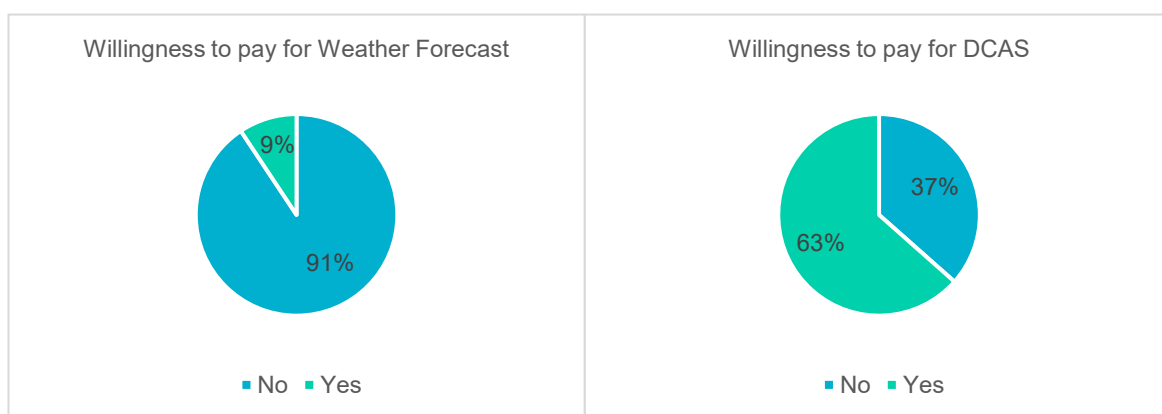 Willingness to pay for Weather Forecast
9%
91%
No Yes
Willingness to pay for DCAS
37%
63%
No Yes